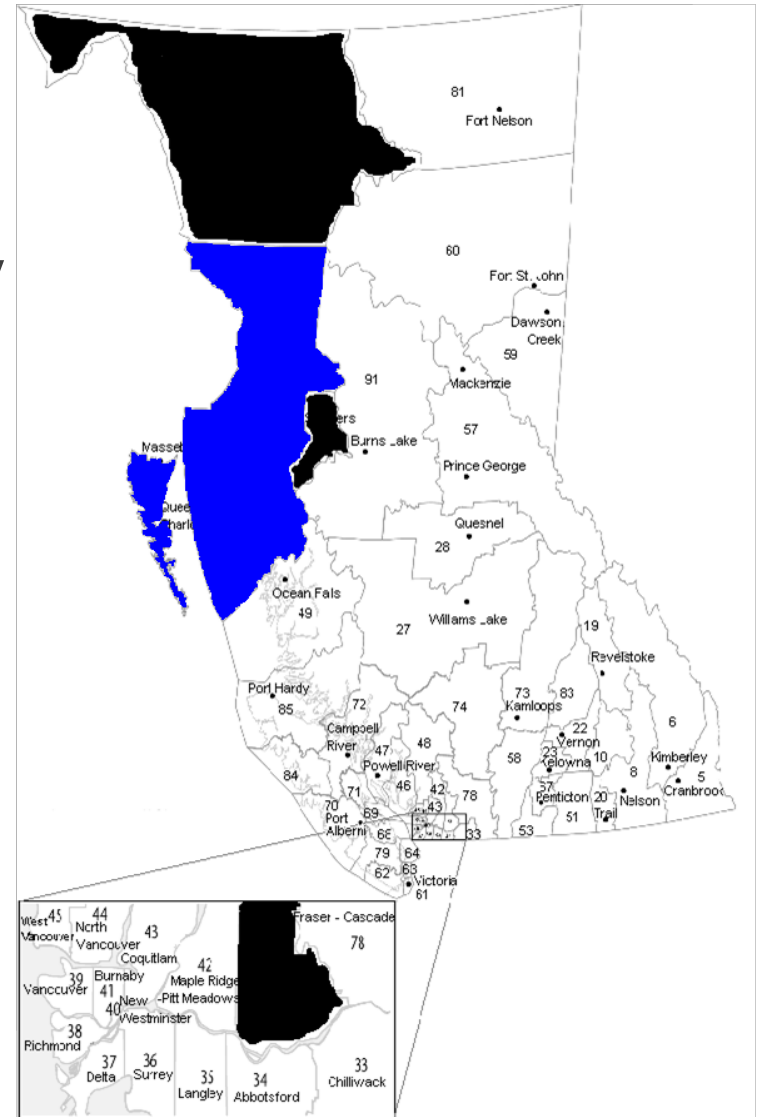 81
Fort Nelson
60
For: St. John
Dawson
Creek
59
Mackenzie
91
57
Burns Lake
Prince George
Quesnel
28
Ocean Falls
49
Williams Lake
27
19
Revelstoke
Port Hardy
85
72
Campbell
River
47
Powell River
48
74
73
Kamloops
83
22
Vernon
23
Kelowna
6
10
58
Kimberley
5
Cranbrook
8
Nelson
84
71
46
42
43
78
Penticton
51
20
Trail
70
Port
Alberni
69
68
33
53
79
64
62
63
Victoria
61
45
West
Vancouver
44
North
Vancouver
43
Coquitlam
42
Maple Ridge
-Pitt Meadows
Fraser - Cascade
78
39
Vancouver
Burnaby
41
40
New
Westminster
38
Richmond
37
Delta
36
Surrey
35
Langley
34
Abbotsford
33
Chilliwack